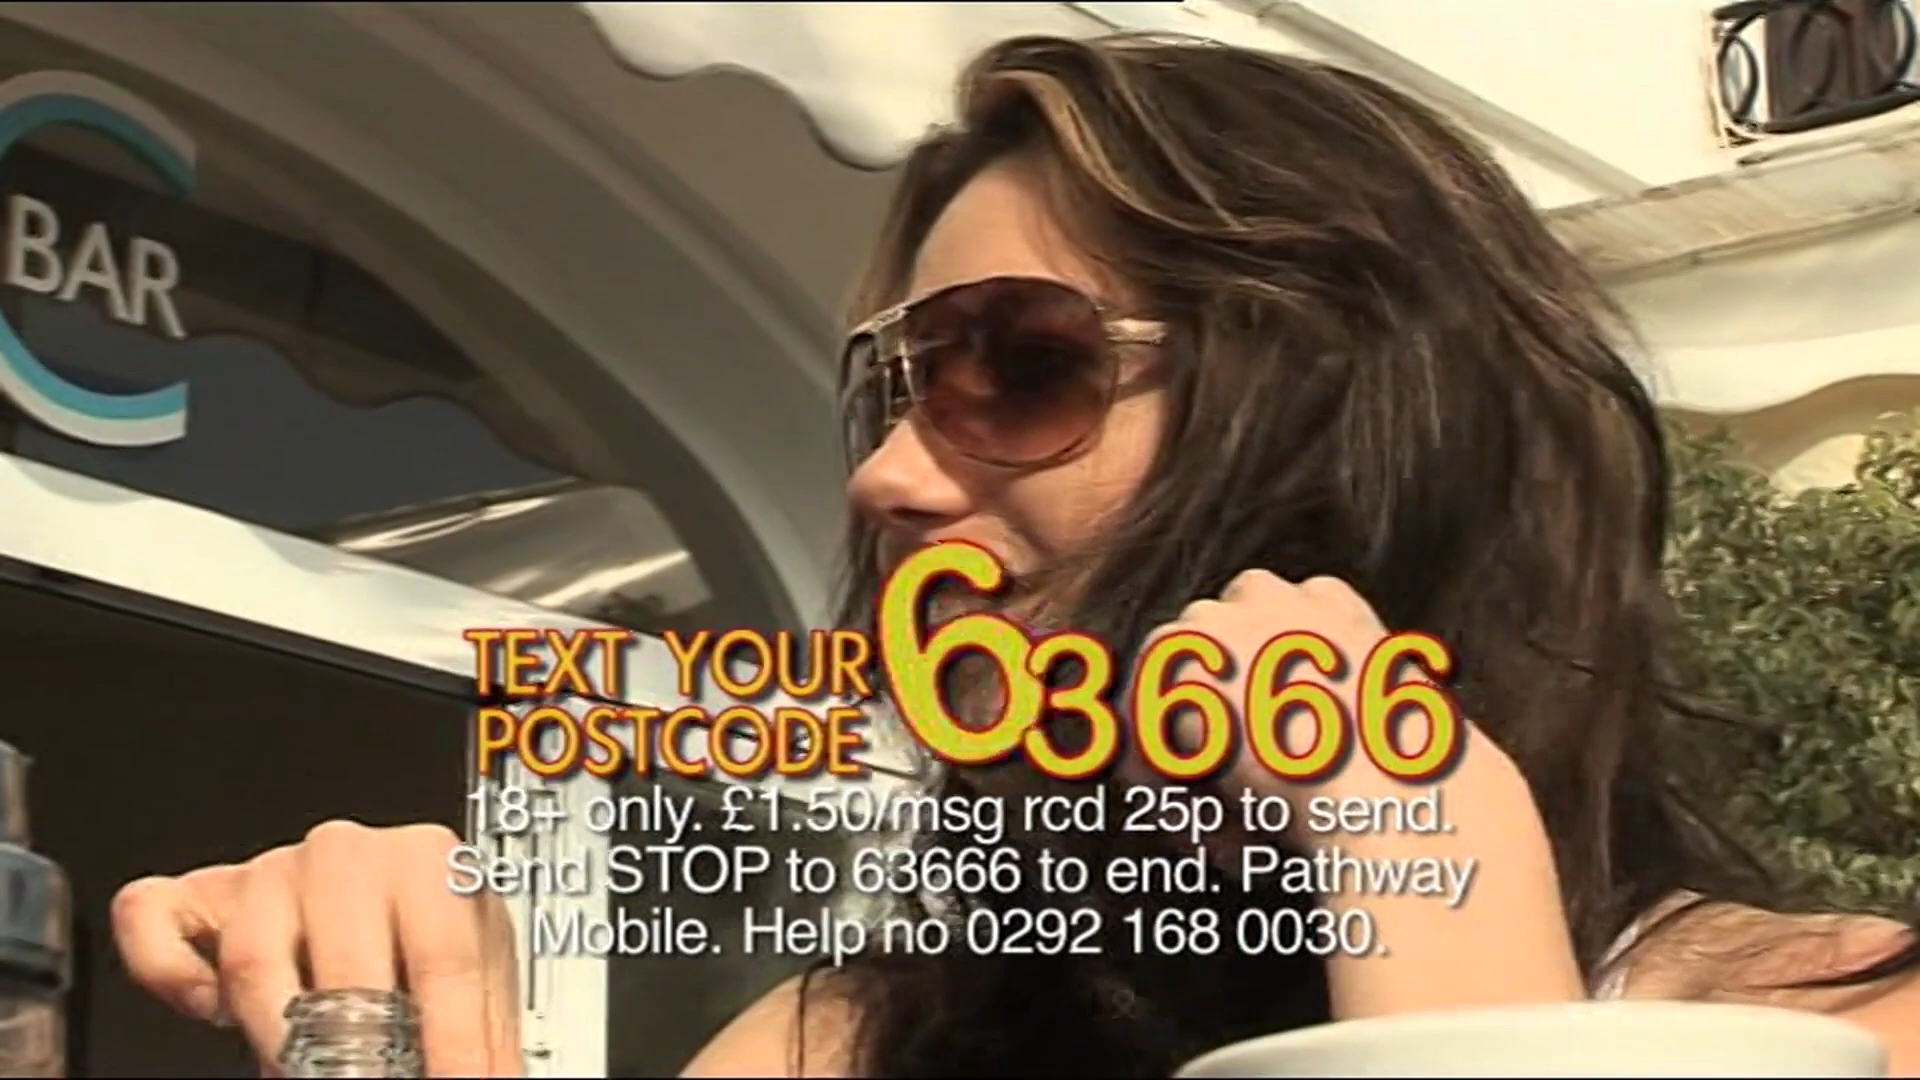 BAR
TEXT YOUR
POSTCODE
63666
18+ only. £1.50/msg rcd 25p to send.
Send STOP to 63666 to end. Pathway
Mobile. Help no 0292 168 0030.